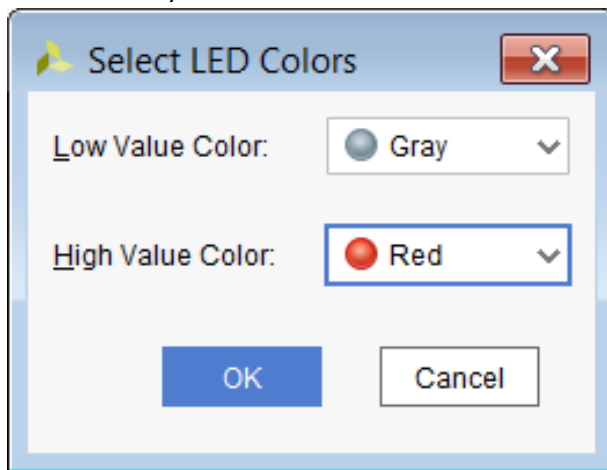 Select LED Colors
Low Value Color: Gray
High Value Color: Red
OK Cancel